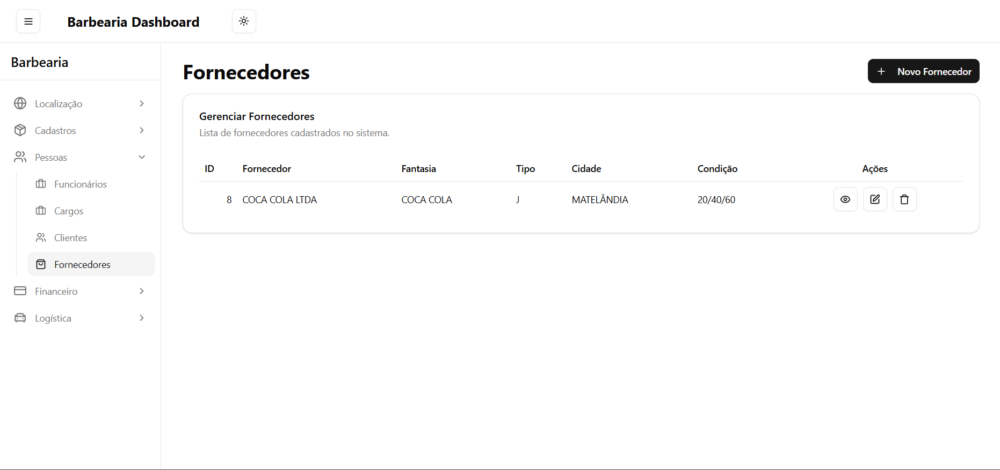 Barbearia Dashboard
Barbearia
Localização
Cadastros
Pessoas
Funcionários
Cargos
Clientes
Fornecedores
Financeiro
Logística
Fornecedores
Novo Fornecedor
Gerenciar Fornecedores
Lista de fornecedores cadastrados no sistema.
ID Fornecedor Fantasia Tipo Cidade Condição Ações
8 COCA COLA LTDA COCA COLA J MATELÂNDIA 20/40/60